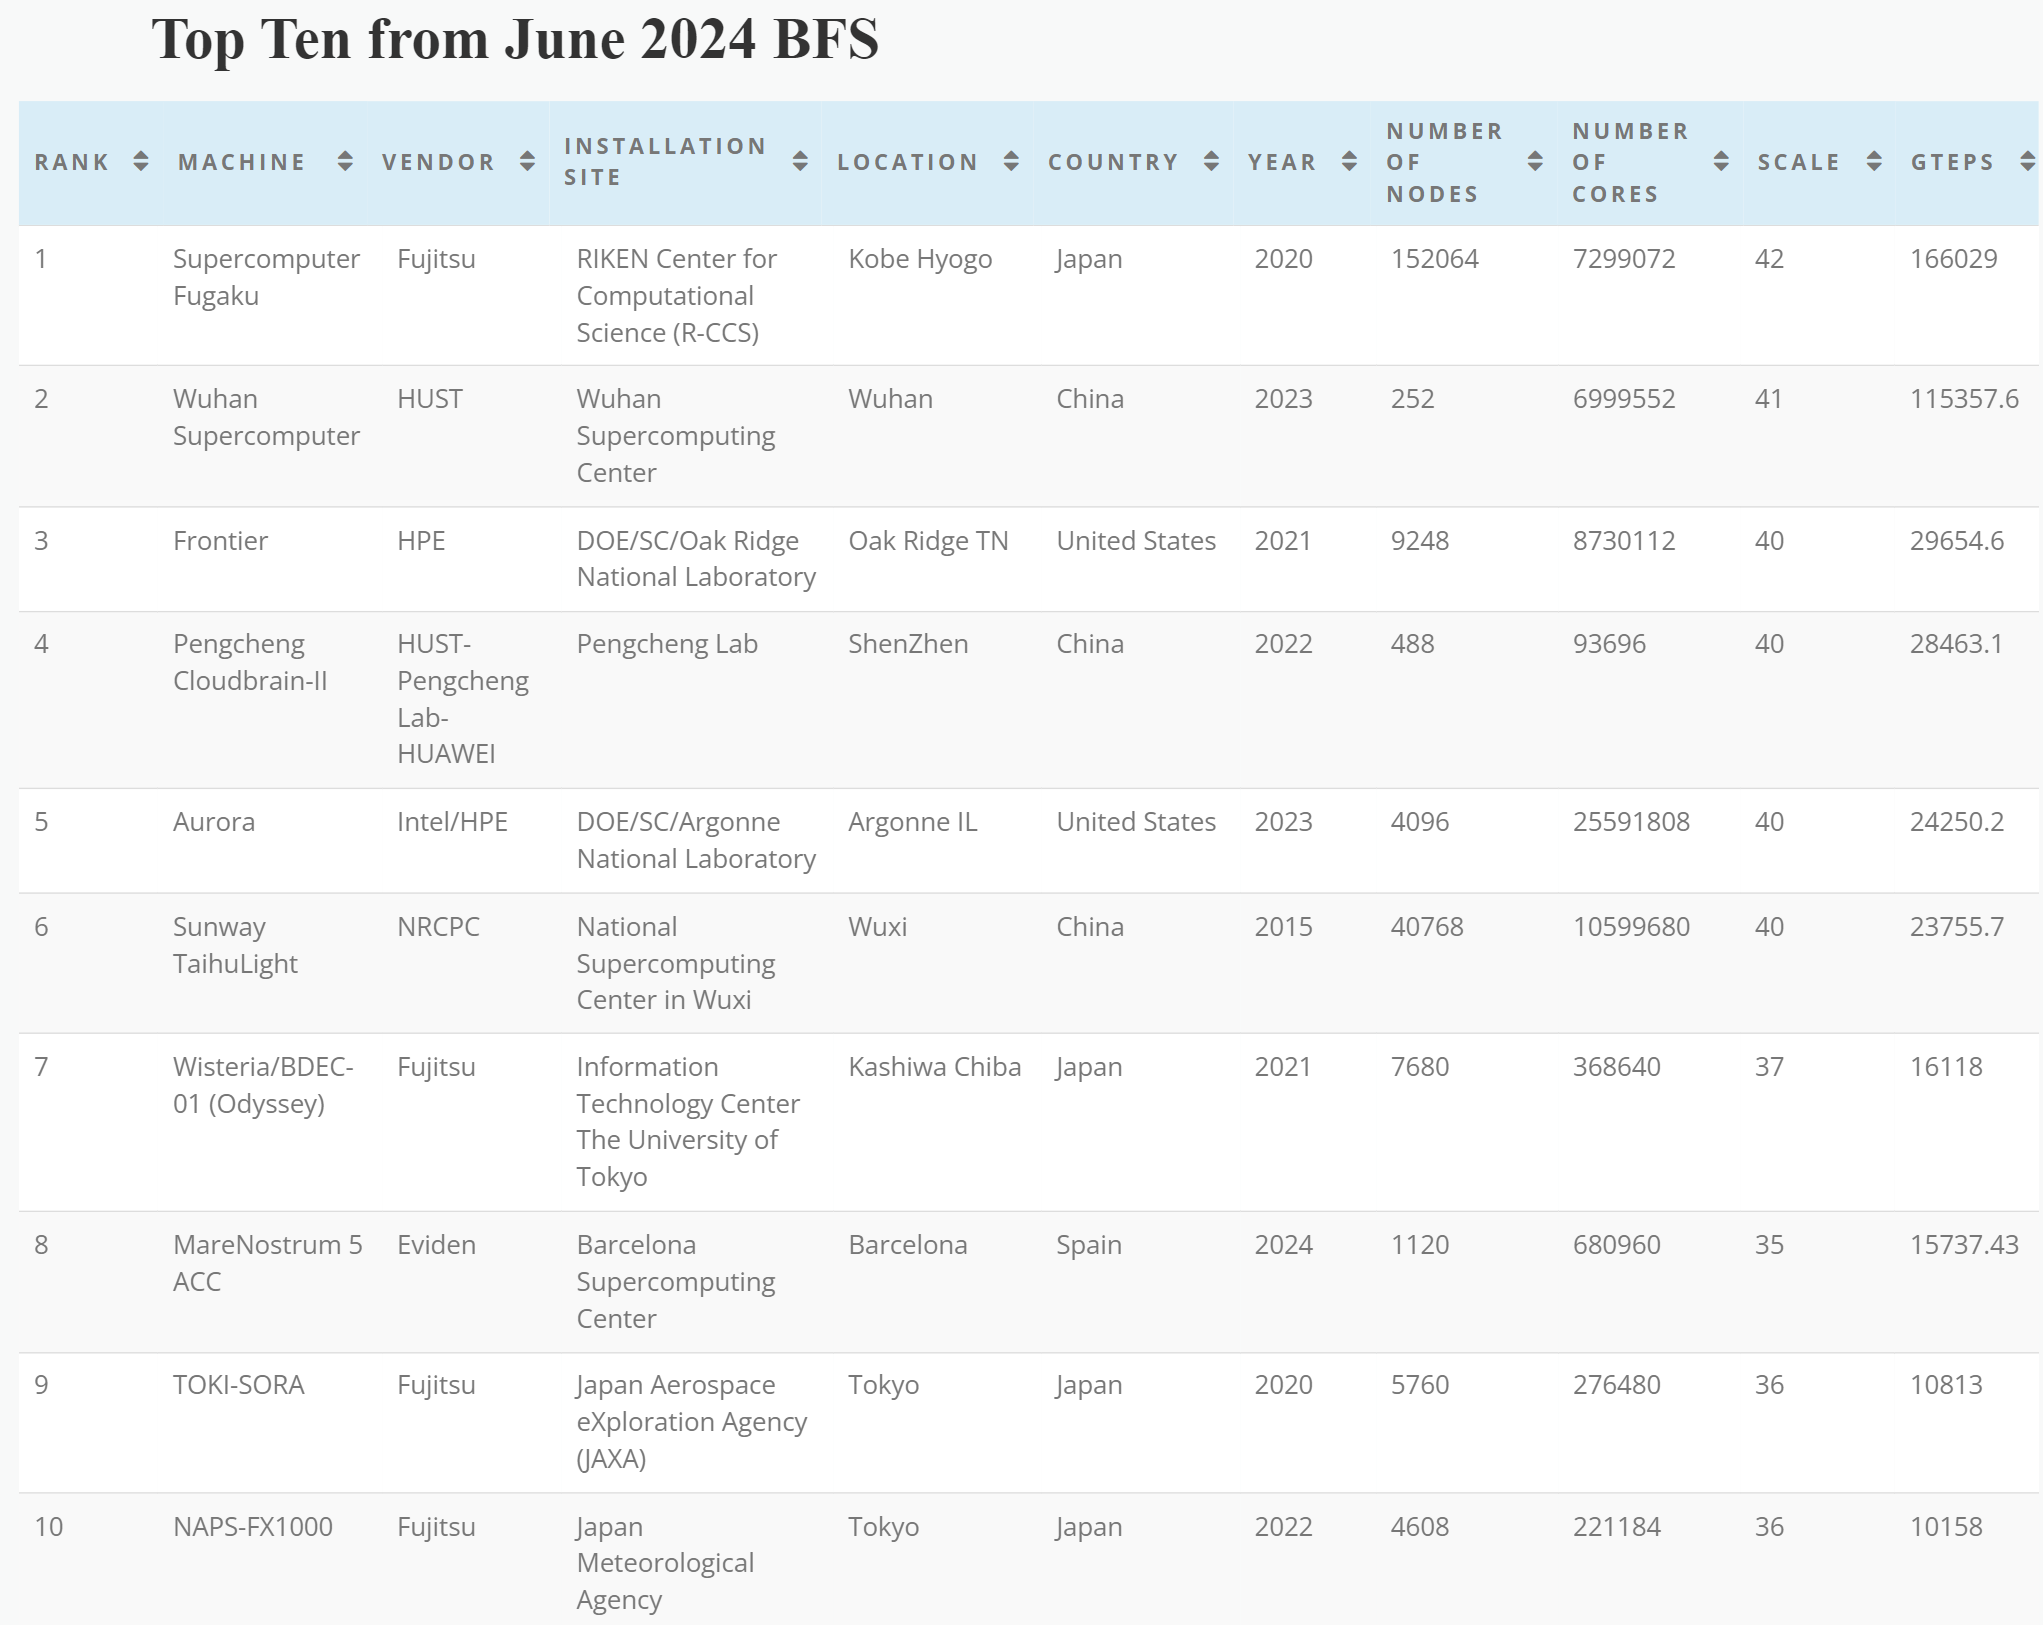 Top Ten from June 2024 BFS
RANK MACHINE VENDOR INSTALLATION SITE LOCATION COUNTRY YEAR NUMBER OF NODES NUMBER OF CORES SCALE GTEPS
1 Supercomputer Fugaku Fujitsu RIKEN Center for Computational Science (R-CCS) Kobe Hyogo Japan 2020 152064 7299072 42 166029
2 Wuhan Supercomputer HUST Wuhan Supercomputing Center Wuhan China 2023 252 6999552 41 115357.6
3 Frontier HPE DOE/SC/Oak Ridge National Laboratory Oak Ridge TN United States 2021 9248 8730112 40 29654.6
4 Pengcheng Cloudbrain-II HUST-Pengcheng Lab-HUAWEI Pengcheng Lab ShenZhen China 2022 488 93696 40 28463.1
5 Aurora Intel/HPE DOE/SC/Argonne National Laboratory Argonne IL United States 2023 4096 25591808 40 24250.2
6 Sunway TaihuLight NRCPC National Supercomputing Center in Wuxi Wuxi China 2015 40768 10599680 40 23755.7
7 Wisteria/BDEC-01 (Odyssey) Fujitsu Information Technology Center The University of Tokyo Kashiwa Chiba Japan 2021 7680 368640 37 16118
8 MareNostrum 5 ACC Eviden Barcelona Supercomputing Center Barcelona Spain 2024 1120 680960 35 15737.43
9 TOKI-SORA Fujitsu Japan Aerospace eXploration Agency (JAXA) Tokyo Japan 2020 5760 276480 36 10813
10 NAPS-FX1000 Fujitsu Japan Meteorological Agency Tokyo Japan 2022 4608 221184 36 10158